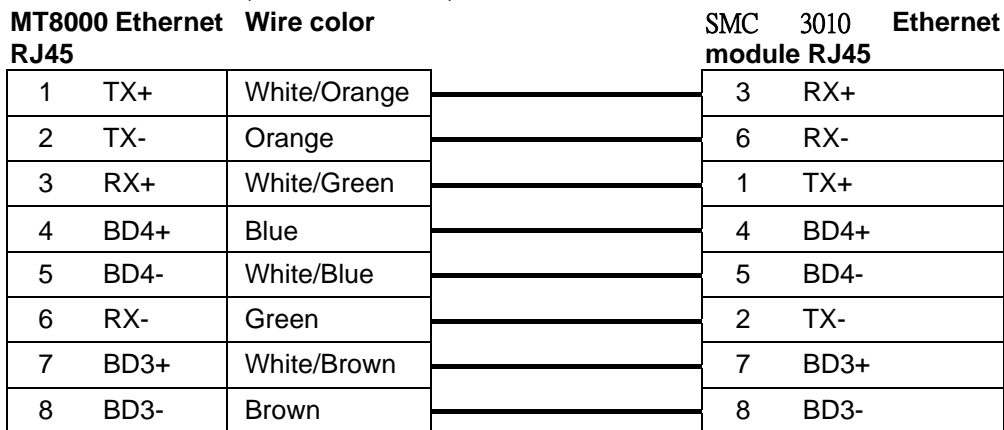 MT8000 Ethernet Wire color SMC 3010 Ethernet
RJ45 module RJ45
1 TX+ White/Orange 3 RX+
2 TX- Orange 6 RX-
3 RX+ White/Green 1 TX+
4 BD4+ Blue 4 BD4+
5 BD4- White/Blue 5 BD4-
6 RX- Green 2 TX-
7 BD3+ White/Brown 7 BD3+
8 BD3- Brown 8 BD3-